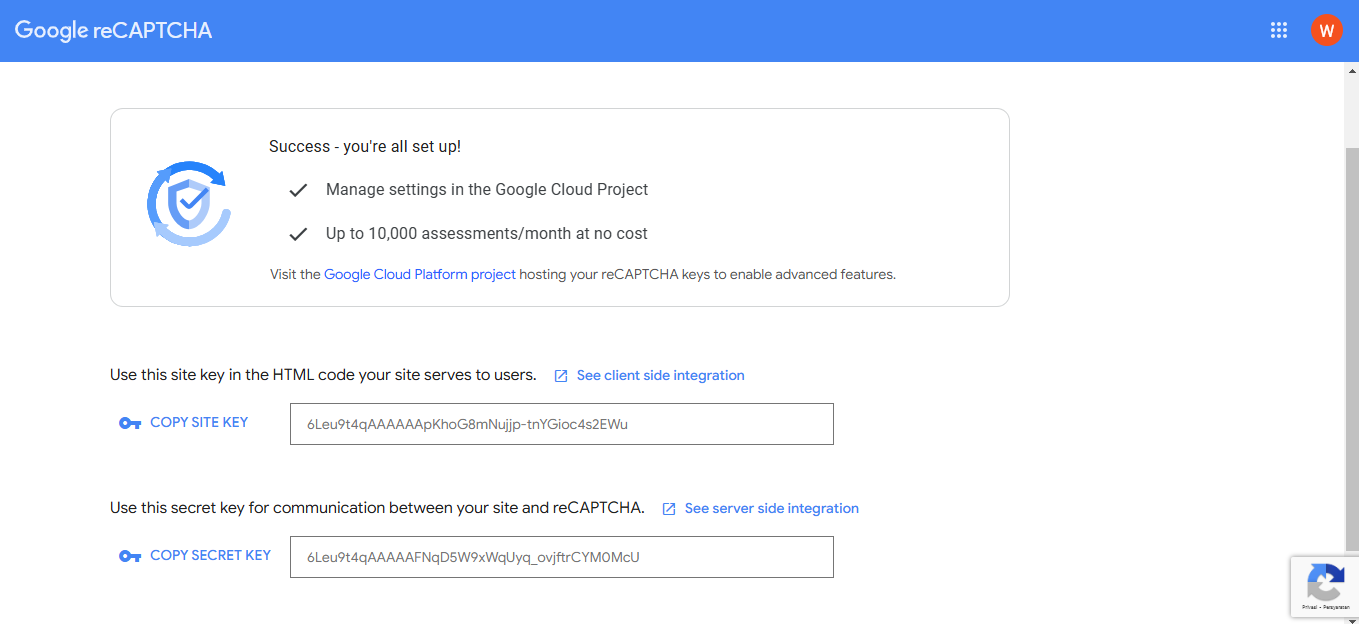 Google reCAPTCHA
W
Success - you're all set up!
Manage settings in the Google Cloud Project
Up to 10,000 assessments/month at no cost
Visit the Google Cloud Platform project hosting your reCAPTCHA keys to enable advanced features.
Use this site key in the HTML code your site serves to users. See client side integration
COPY SITE KEY 6Leu9t4qAAAAAApKhoG8mNujjp-tnYGioc4s2EWu
Use this secret key for communication between your site and reCAPTCHA. See server side integration
COPY SECRET KEY 6Leu9t4qAAAAAFNqD5W9xWqUyq_ovjftrCYM0McU
Privasi - Persyaratan